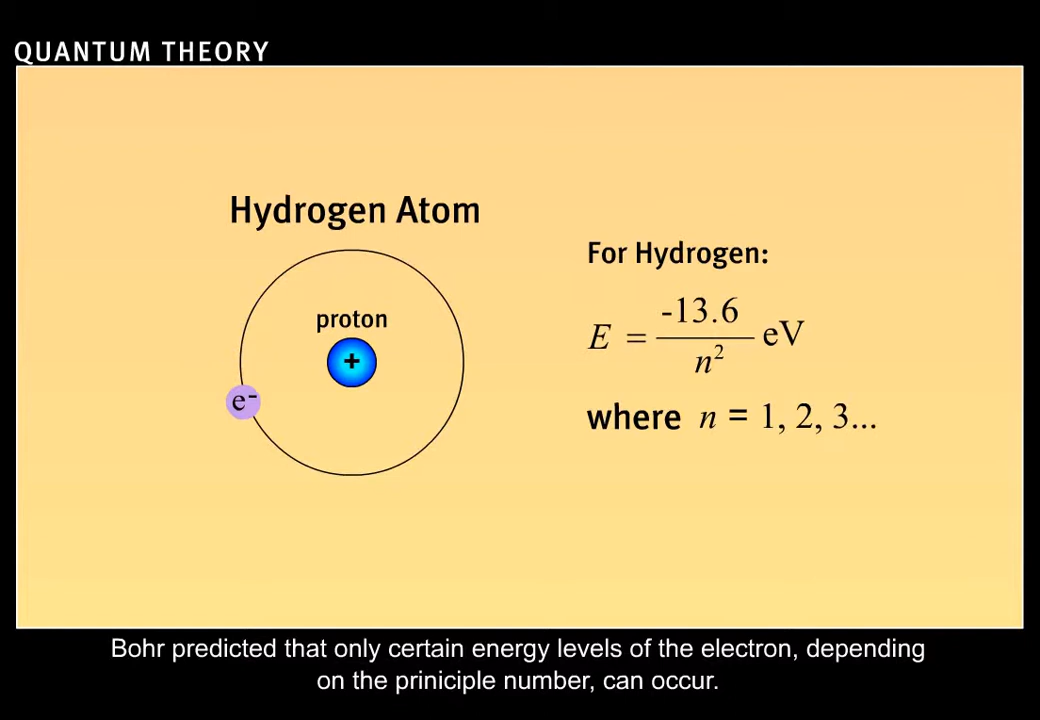 QUANTUM THEORY
Hydrogen Atom
proton
+
e⁻
For Hydrogen:
E = -13.6 / n² eV
where n = 1, 2, 3...
Bohr predicted that only certain energy levels of the electron, depending
on the priniciple number, can occur.